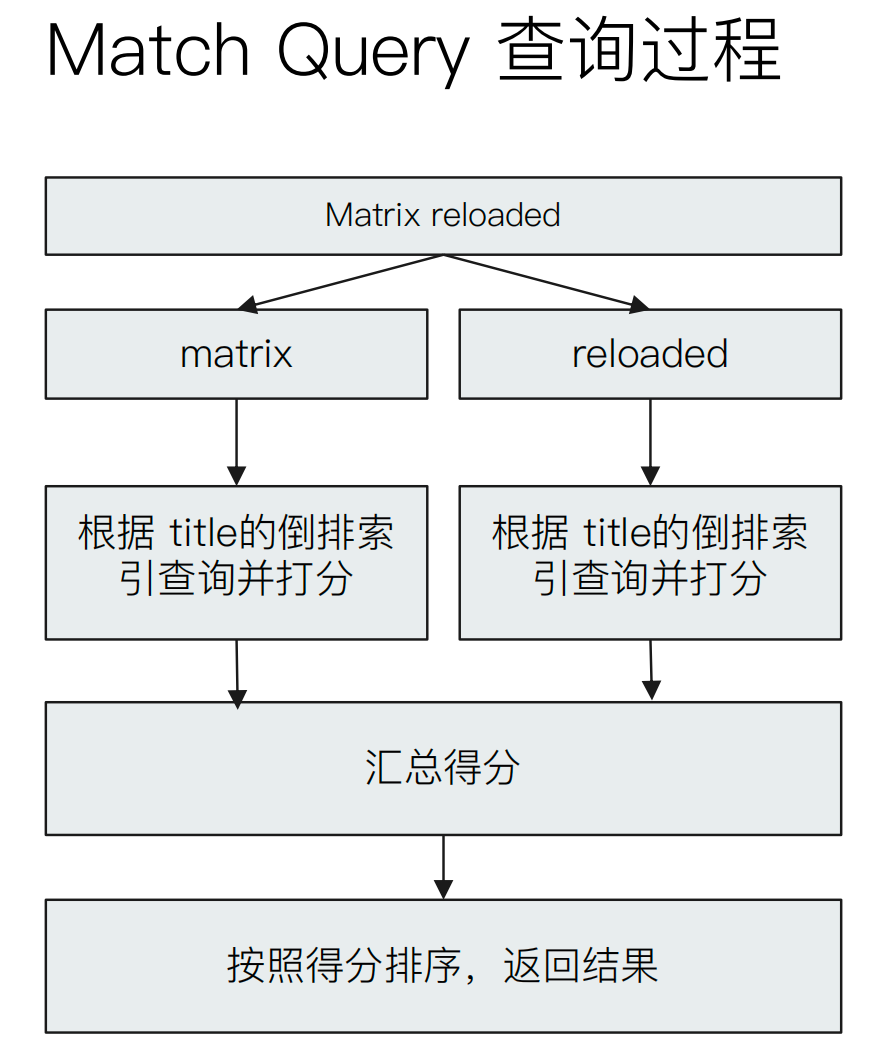 Match Query 查询过程
Matrix reloaded
matrix
reloaded
根据 title的倒排索
引查询并打分
根据 title的倒排索
引查询并打分
汇总得分
按照得分排序，返回结果